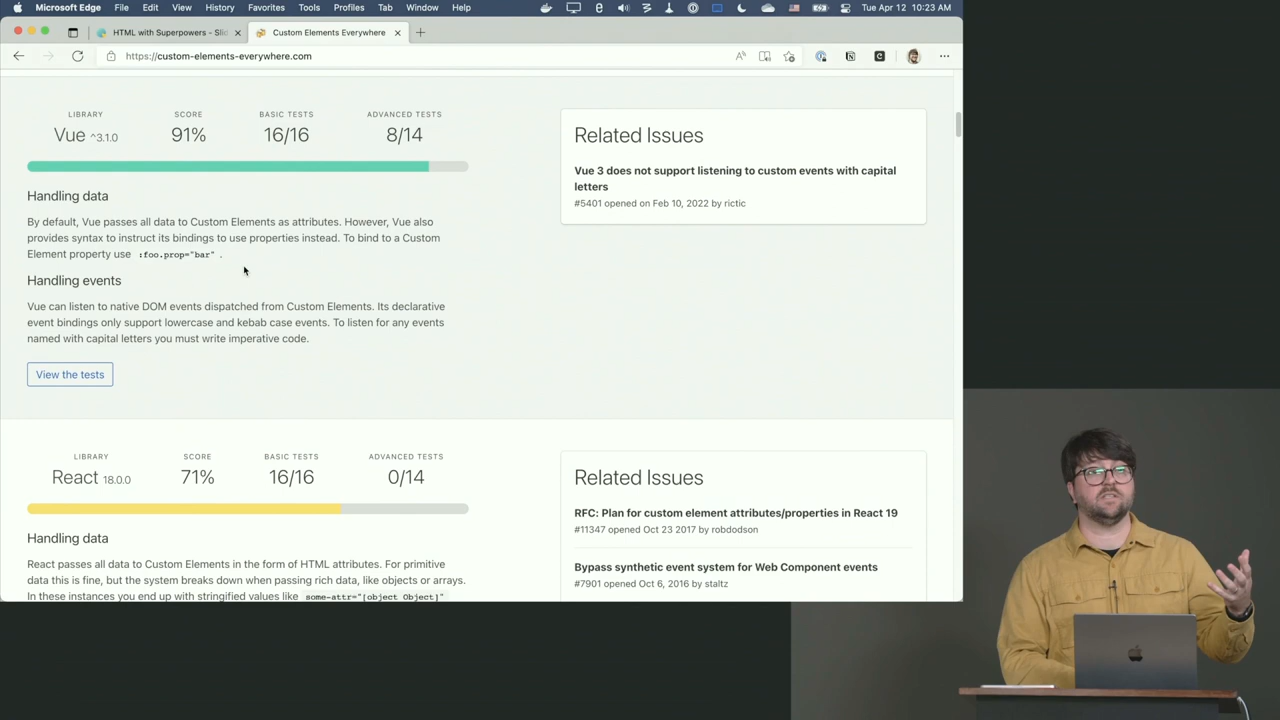 Microsoft Edge File Edit View History Favorites Tools Profiles Tab Window Help Tue Apr 12 10:23 AM
HTML with Superpowers - Sli
Custom Elements Everywhere
https://custom-elements-everywhere.com
LIBRARY SCORE BASIC TESTS ADVANCED TESTS
Vue ^3.1.0 91% 16/16 8/14
Handling data
By default, Vue passes all data to Custom Elements as attributes. However, Vue also
provides syntax to instruct its bindings to use properties instead. To bind to a Custom
Element property use :foo.prop="bar" .
Handling events
Vue can listen to native DOM events dispatched from Custom Elements. Its declarative
event bindings only support lowercase and kebab case events. To listen for any events
named with capital letters you must write imperative code.
View the tests
Related Issues
Vue 3 does not support listening to custom events with capital
letters
#5401 opened on Feb 10, 2022 by rictic
LIBRARY SCORE BASIC TESTS ADVANCED TESTS
React 18.0.0 71% 16/16 0/14
Handling data
React passes all data to Custom Elements in the form of HTML attributes. For primitive
data this is fine, but the system breaks down when passing rich data, like objects or arrays.
In these instances you end up with stringified values like some-attr="[object Object]"
Related Issues
RFC: Plan for custom element attributes/properties in React 19
#11347 opened Oct 23 2017 by robdodson
Bypass synthetic event system for Web Component events
#7901 opened Oct 6, 2016 by staltz